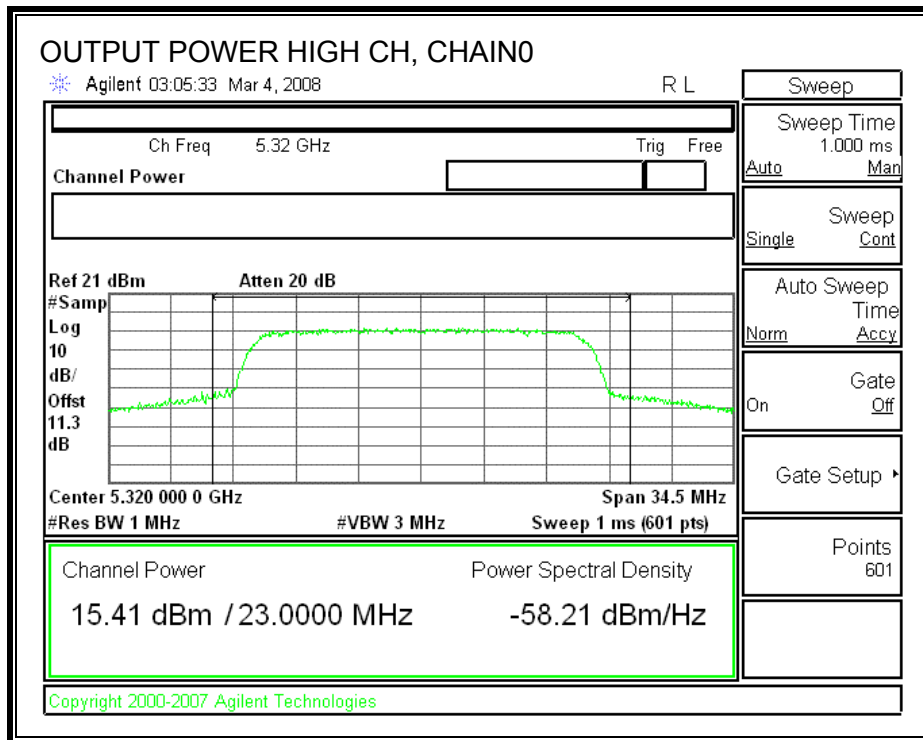 OUTPUT POWER HIGH CH, CHAIN0
Agilent 03:05:33 Mar 4, 2008 R L
Ch Freq 5.32 GHz Trig Free
Channel Power
Ref 21 dBm Atten 20 dB
#Samp
Log
10
dB/
Offst
11.3
dB
Center 5.320 000 0 GHz Span 34.5 MHz
#Res BW 1 MHz #VBW 3 MHz Sweep 1 ms (601 pts)
Channel Power Power Spectral Density
15.41 dBm / 23.0000 MHz -58.21 dBm/Hz
Copyright 2000-2007 Agilent Technologies
Sweep
Sweep Time
1.000 ms
Auto Man
Sweep
Single Cont
Auto Sweep
Time
Norm Accy
Gate
On Off
Gate Setup
Points
601